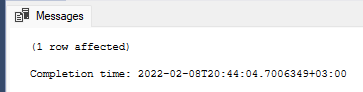 Messages
(1 row affected)
Completion time: 2022-02-08T20:44:04.7006349+03:00